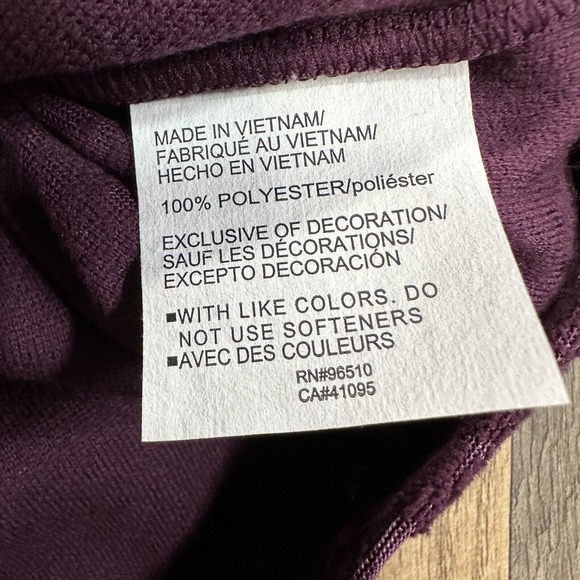 MADE IN VIETNAM/
FABRIQUÉ AU VIETNAM/
HECHO EN VIETNAM
100% POLYESTER/poliéster
EXCLUSIVE OF DECORATION/
SAUF LES DÉCORATIONS/
EXCEPTO DECORACIÓN
▪WITH LIKE COLORS. DO
NOT USE SOFTENERS
▪AVEC DES COULEURS
RN#96510
CA#41095